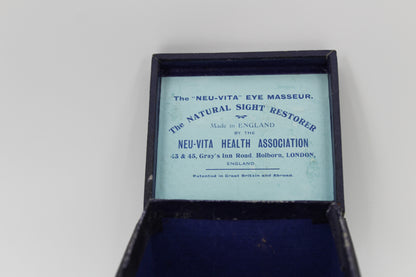 The "NEU-VITA" EYE MASSEUR.
The NATURAL SIGHT RESTORER
Made in ENGLAND
BY THE
NEU-VITA HEALTH ASSOCIATION
43 & 45, Gray's Inn Road Holborn, LONDON,
ENGLAND.
Patented in Great Britain and Abroad.